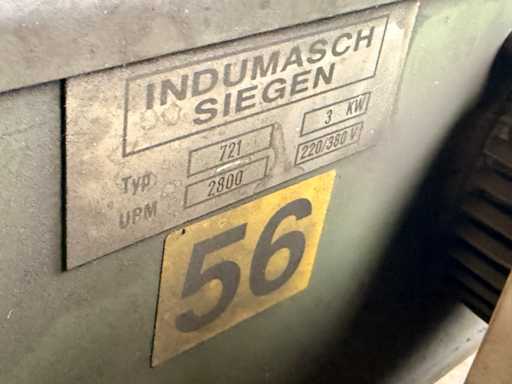 INDUMASCH
SIEGEN
Typ 721 3 KW
UPM 2800 220/380 V
56